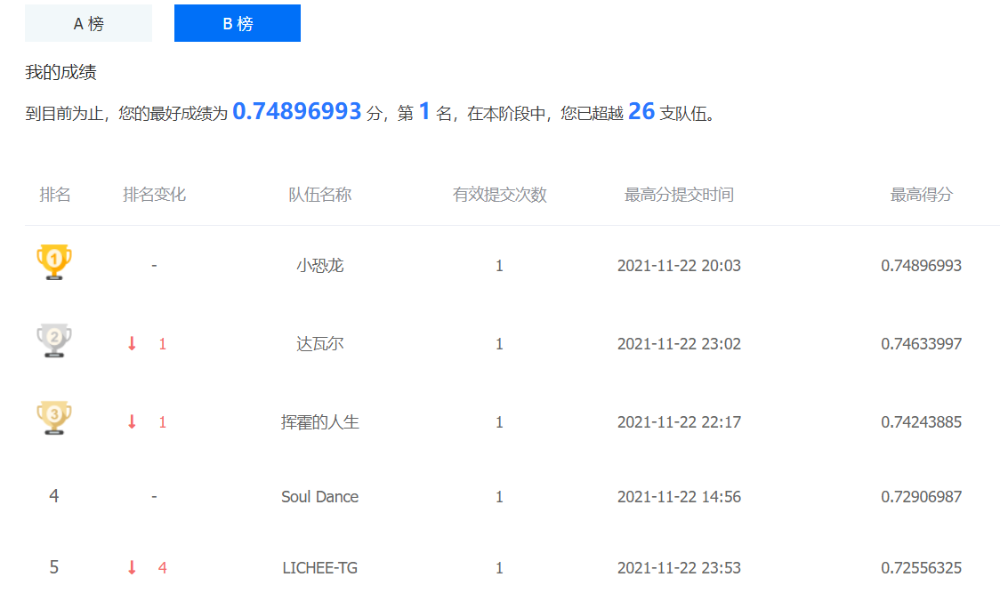 A 榜 B 榜
我的成绩
到目前为止，您的最好成绩为 0.74896993 分，第 1 名，在本阶段中，您已超越 26 支队伍。
排名 排名变化 队伍名称 有效提交次数 最高分提交时间 最高得分
1 - 小恐龙 1 2021-11-22 20:03 0.74896993
2 ↓ 1 达瓦尔 1 2021-11-22 23:02 0.74633997
3 ↓ 1 挥霍的人生 1 2021-11-22 22:17 0.74243885
4 - Soul Dance 1 2021-11-22 14:56 0.72906987
5 ↓ 4 LICHEE-TG 1 2021-11-22 23:53 0.72556325